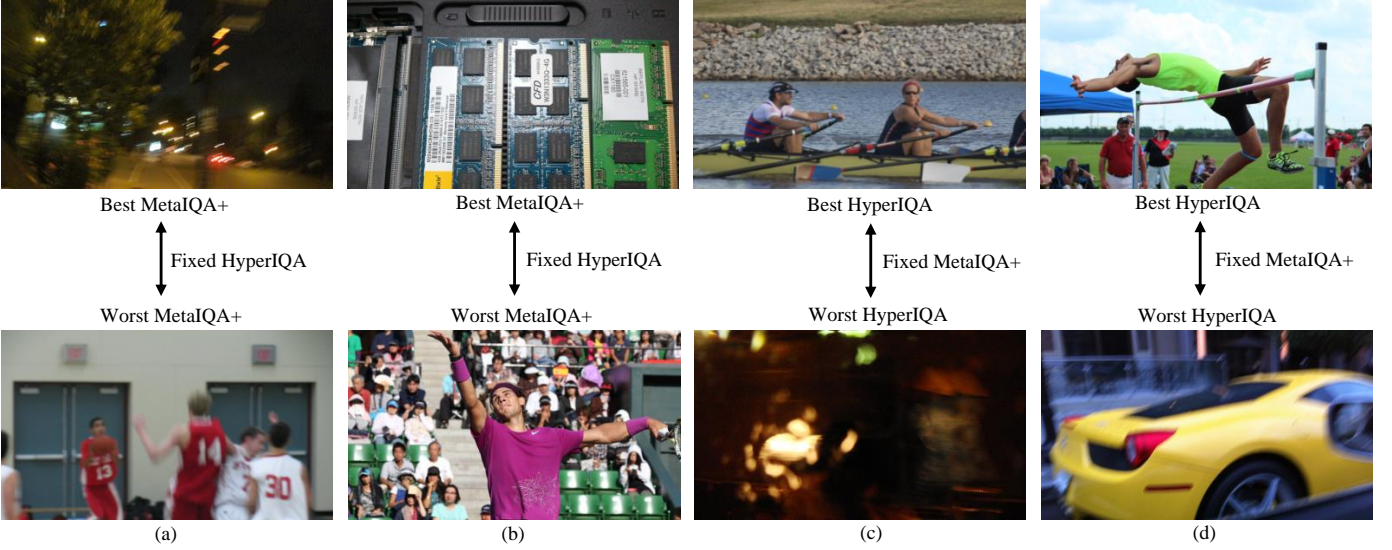 CFD
14
13
30
Best MetaIQA+
Best MetaIQA+
Best HyperIQA
Best HyperIQA
Fixed HyperIQA
Fixed HyperIQA
Fixed MetaIQA+
Fixed MetaIQA+
Worst MetaIQA+
Worst MetaIQA+
Worst HyperIQA
Worst HyperIQA
(a)
(b)
(c)
(d)